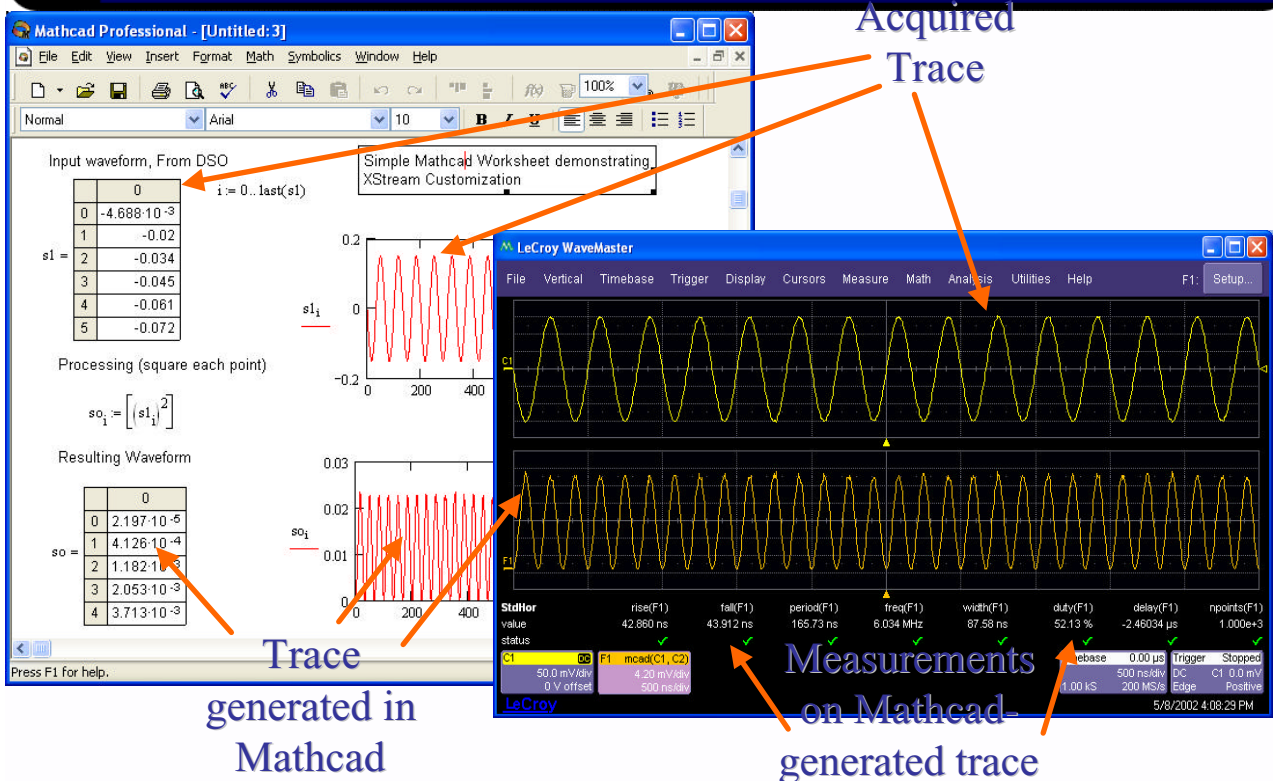 Acquired
Trace
Mathcad Professional - [Untitled:3]
File Edit View Insert Format Math Symbolics Window Help
100%
Normal Arial 10 B I U
Input waveform, From DSO
Simple Mathcad Worksheet demonstrating
XStream Customization
i := 0.. last(s1)
0
0 -4.688·10 -3
1 -0.02
s1 = 2 -0.034
3 -0.045
4 -0.061
5 -0.072
0.2
s1i 0
-0.2
0 200 400
Processing (square each point)
soi := [(s1i)2]
Resulting Waveform
0
0 2.197·10 -5
so = 1 4.126·10 -4
2 1.182·10 -3
3 2.053·10 -3
4 3.713·10 -3
0.03
0.02
soi
0.01
0
0 200 400
Press F1 for help.
LeCroy WaveMaster
File Vertical Timebase Trigger Display Cursors Measure Math Analysis Utilities Help F1: Setup...
C1
F1
StdHor rise(F1) fall(F1) period(F1) freq(F1) width(F1) duty(F1) delay(F1) npoints(F1)
value 42.860 ns 43.912 ns 165.73 ns 6.034 MHz 87.58 ns 52.13 % -2.46034 µs 1.000e+3
status
C1 DC F1 mcad(C1, C2) ebase 0.00 µs Trigger Stopped
50.0 mV/div 4.20 mV/div 500 ns/div DC C1 0.0 mV
0 V offset 500 ns/div 1.00 kS 200 MS/s Edge Positive
LeCroy 5/8/2002 4:08:29 PM
Trace
generated in
Mathcad
Measurements
on Mathcad-
generated trace